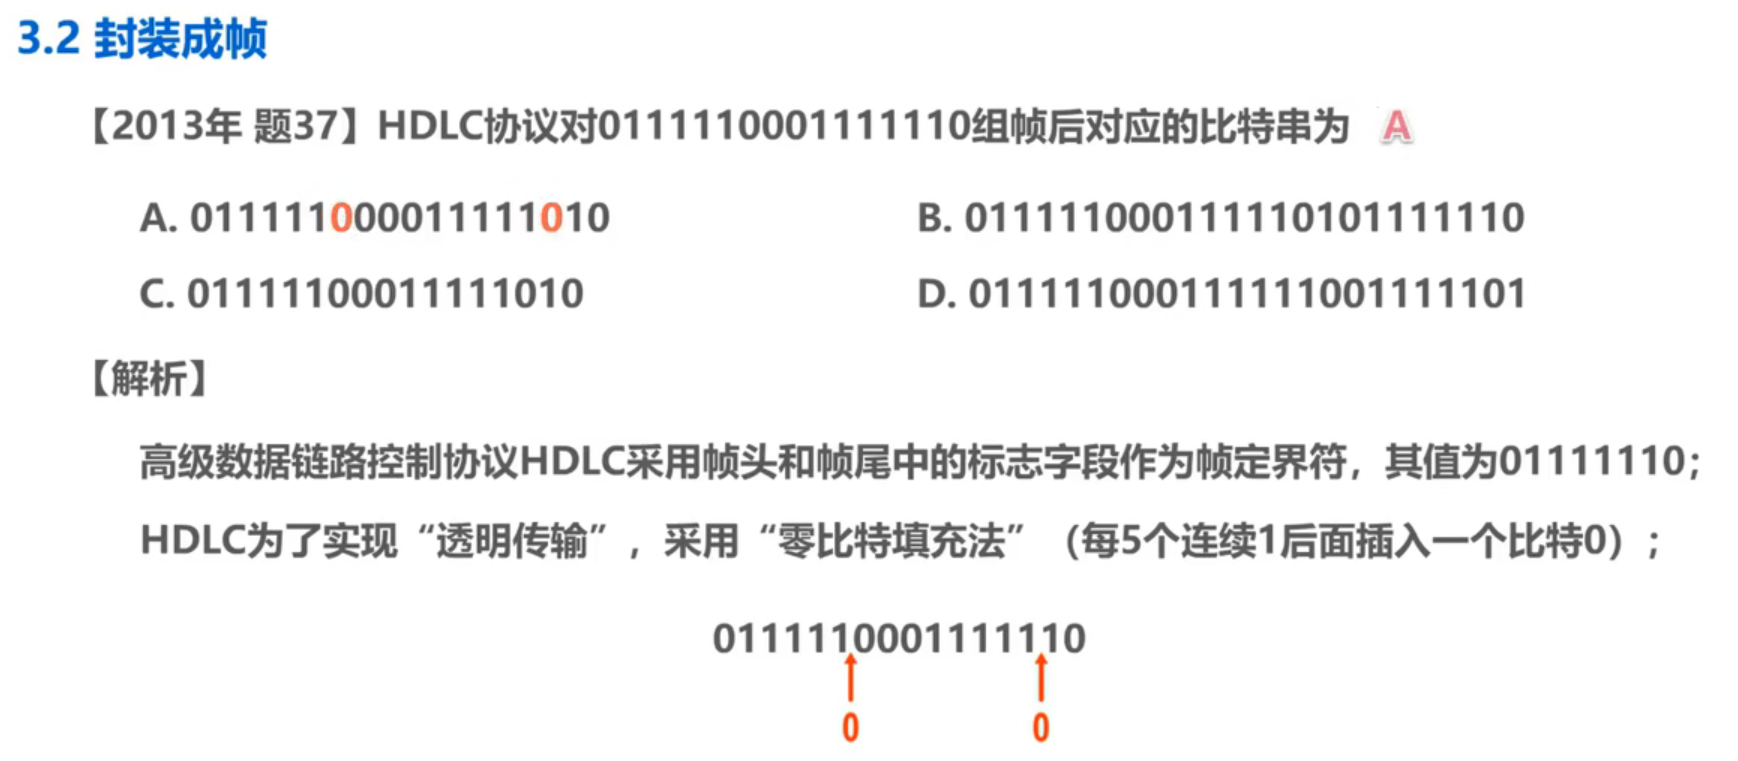 3.2 封装成帧
【2013年 题37】HDLC协议对0111110001111110组帧后对应的比特串为 A
A. 011111000011111010 B. 011111000111110101111110
C. 01111100011111010 D. 011111000111111001111101
【解析】
高级数据链路控制协议HDLC采用帧头和帧尾中的标志字段作为帧定界符，其值为01111110；
HDLC为了实现“透明传输”，采用“零比特填充法”（每5个连续1后面插入一个比特0）；
0111110001111110
0 0